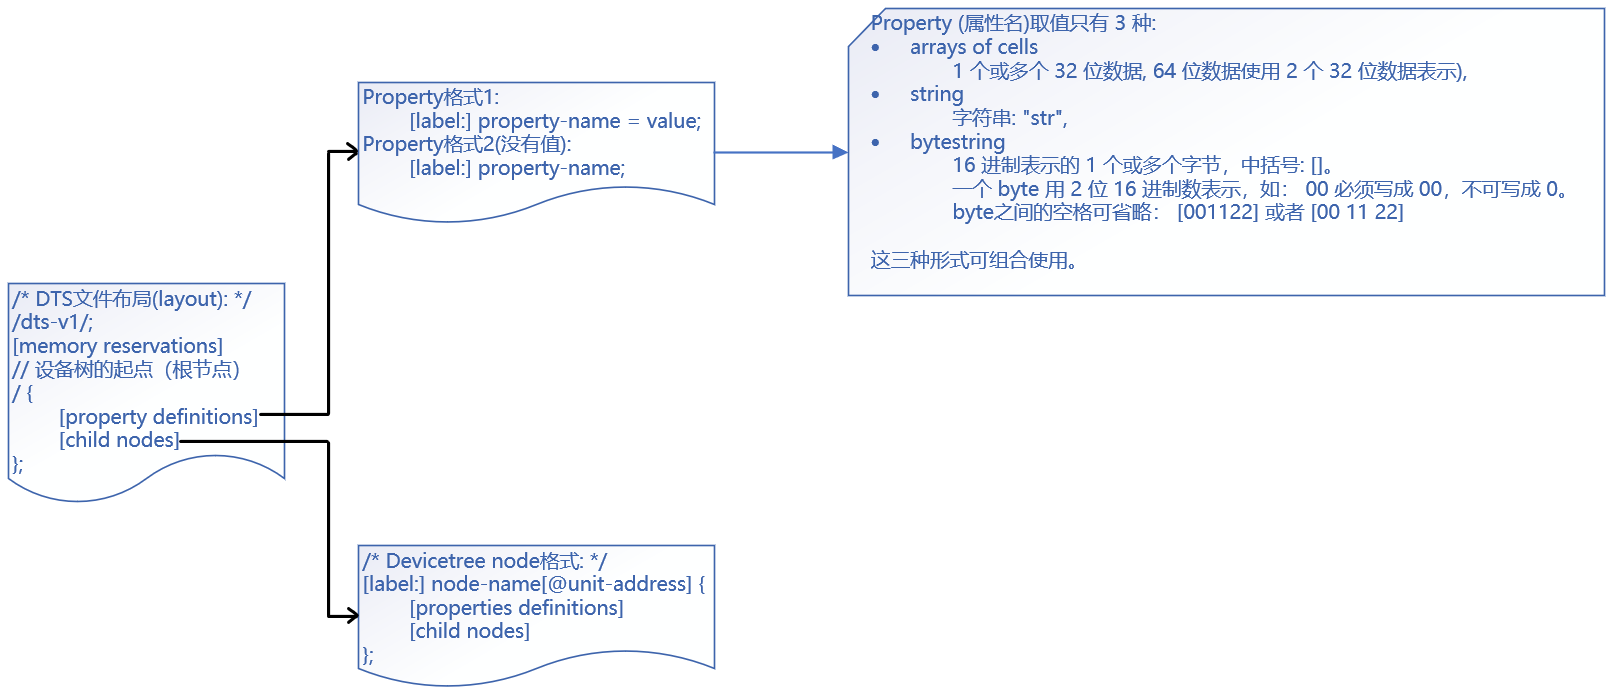 Property (属性名)取值只有 3 种:
• arrays of cells
1 个或多个 32 位数据, 64 位数据使用 2 个 32 位数据表示),
• string
字符串: "str",
• bytestring
16 进制表示的 1 个或多个字节，中括号: []。
一个 byte 用 2 位 16 进制数表示，如： 00 必须写成 00，不可写成 0。
byte之间的空格可省略： [001122] 或者 [00 11 22]
这三种形式可组合使用。
Property格式1:
[label:] property-name = value;
Property格式2(没有值):
[label:] property-name;
/* DTS文件布局(layout): */
/dts-v1/;
[memory reservations]
// 设备树的起点（根节点）
/ {
[property definitions]
[child nodes]
};
/* Devicetree node格式: */
[label:] node-name[@unit-address] {
[properties definitions]
[child nodes]
};